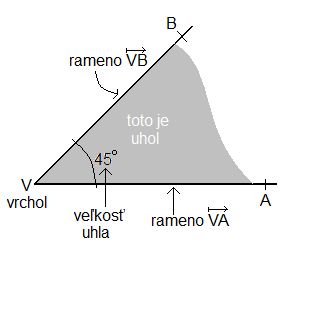 B
rameno VB
toto je
uhol
45°
V
vrchol
veľkosť
uhla
rameno VA
A